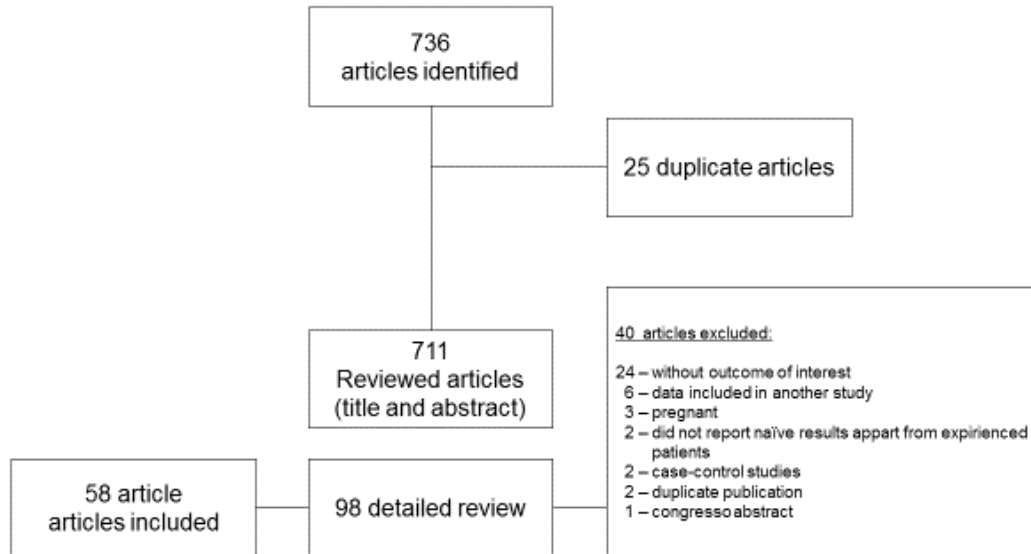 736
articles identified
25 duplicate articles
711
Reviewed articles
(title and abstract)
40 articles excluded:
24 – without outcome of interest
6 – data included in another study
3 – pregnant
2 – did not report naïve results appart from expirienced
patients
2 – case-control studies
2 – duplicate publication
1 – congresso abstract
58 article
articles included
98 detailed review